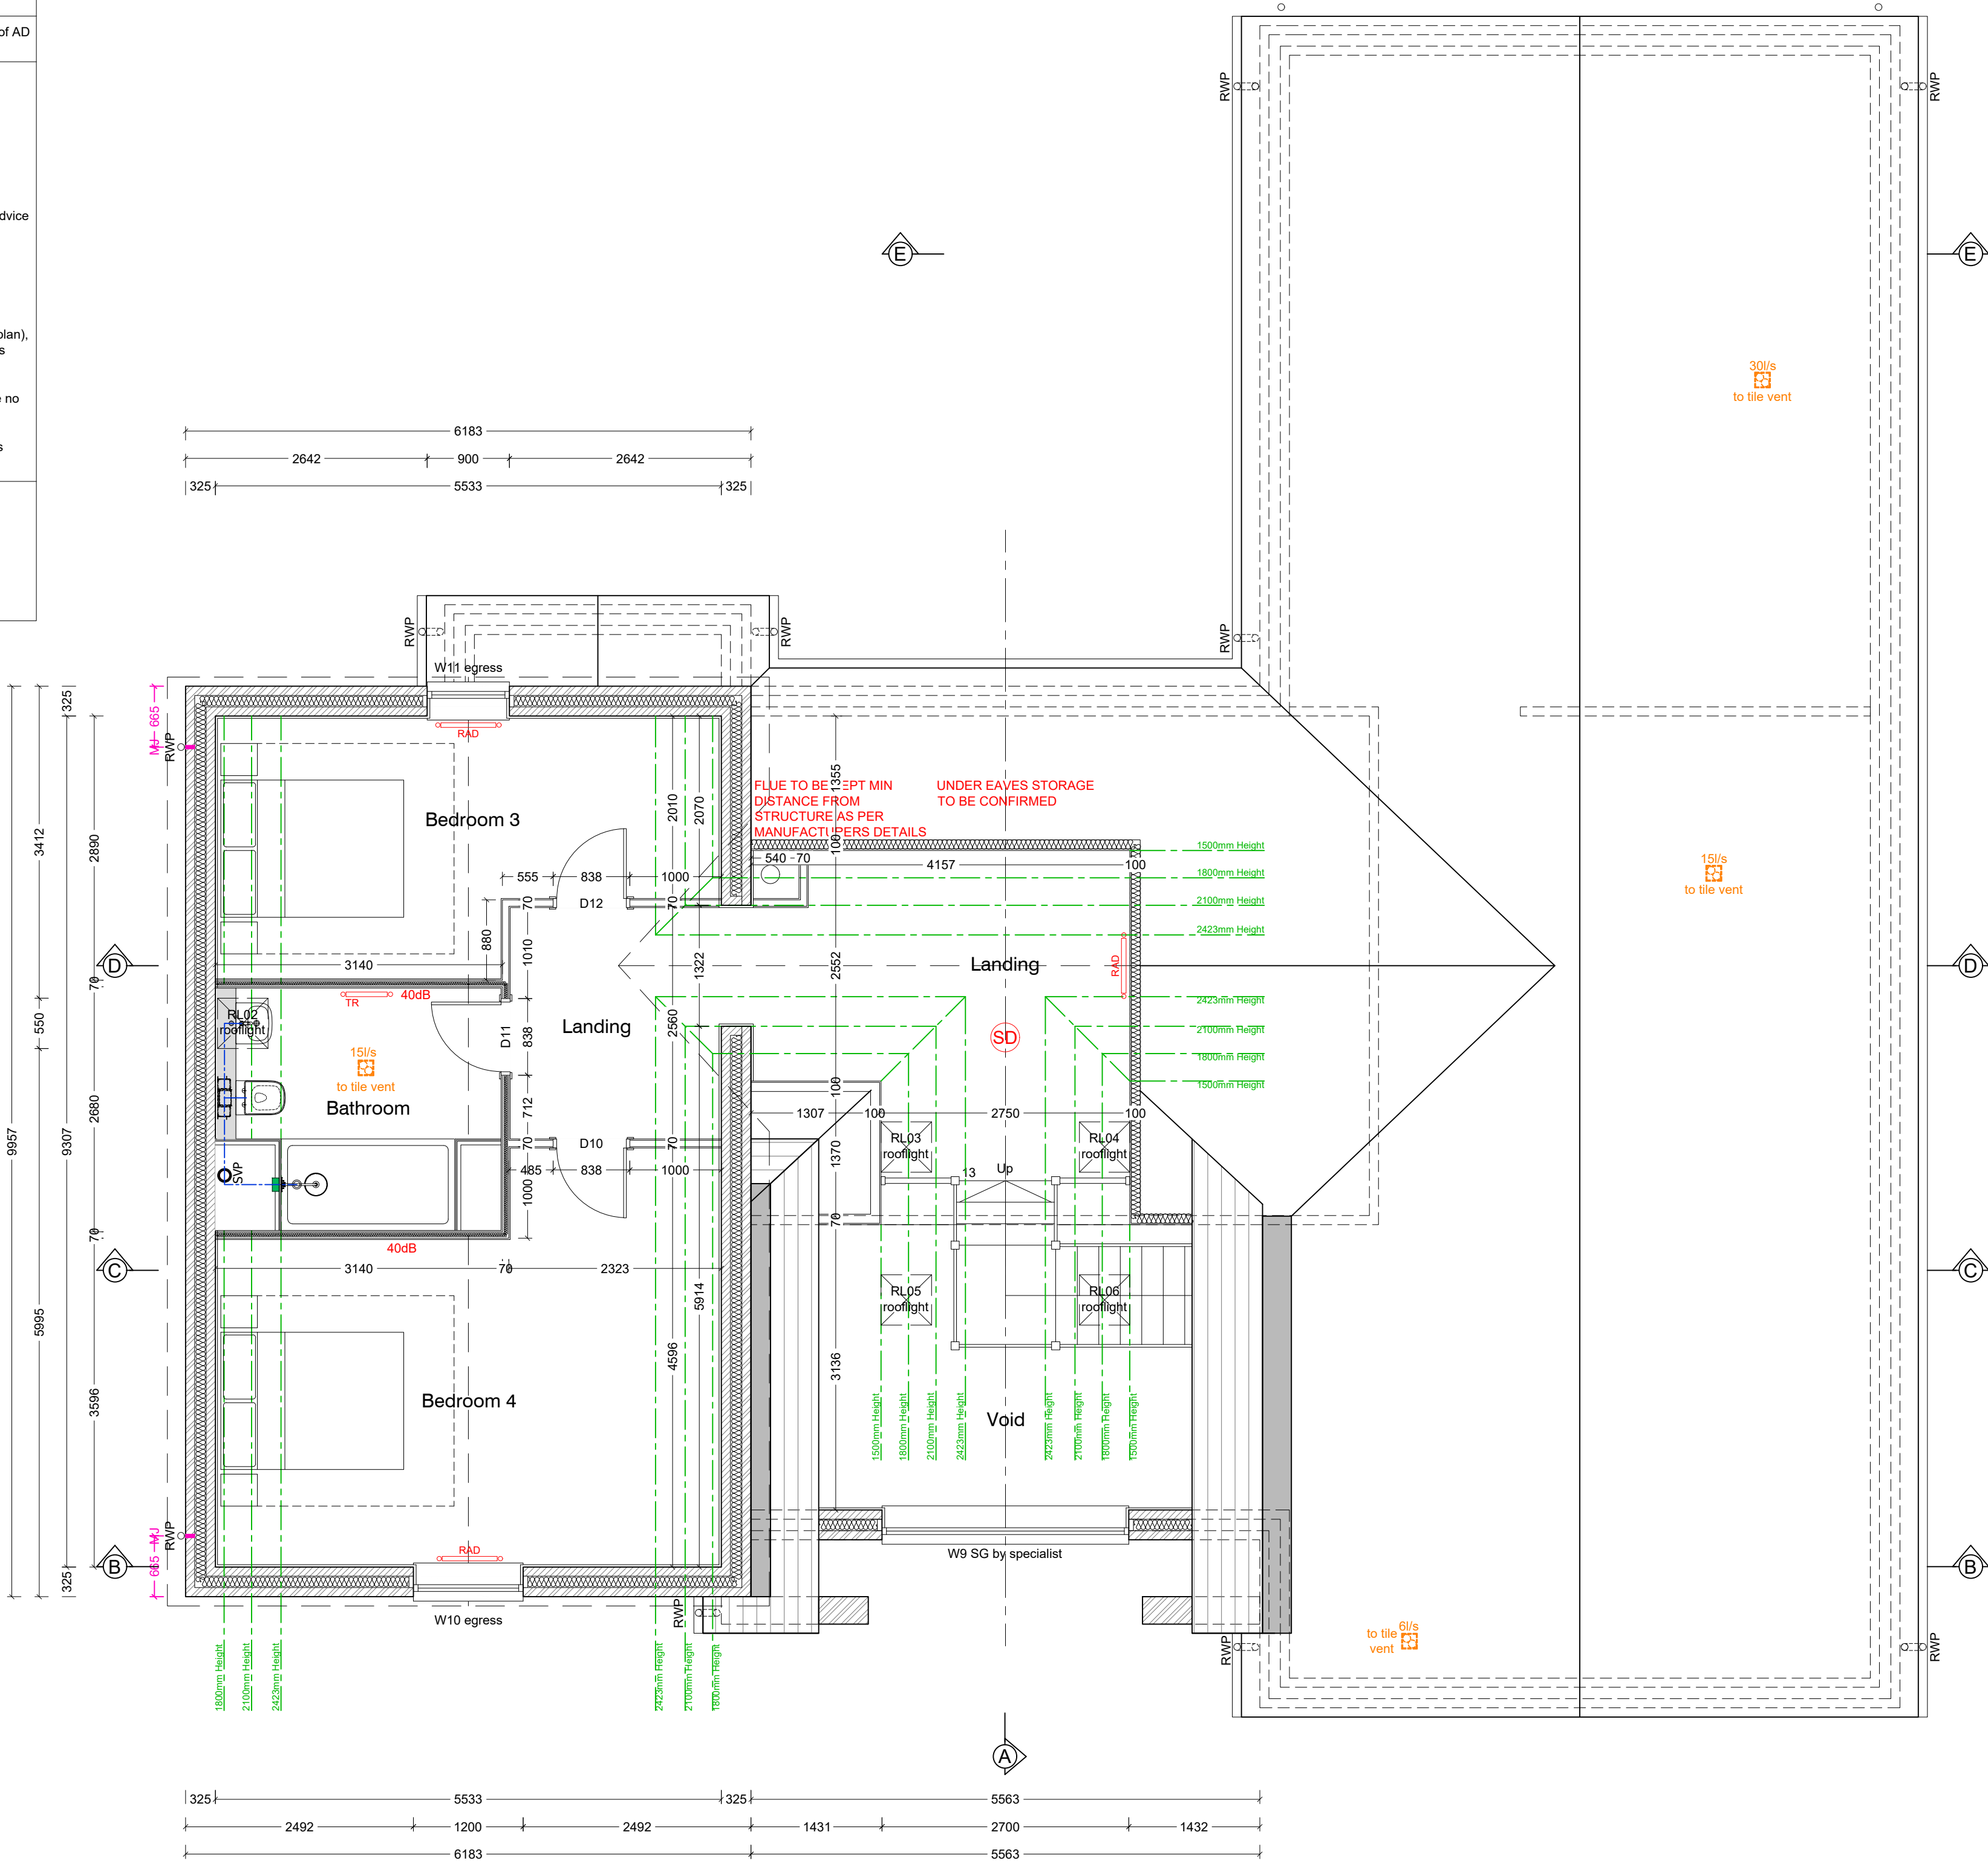 of AD
dvice
plan),
s
e no
s
RWP
RWP
E
E
30l/s
to tile vent
6183
2642
900
2642
325
5533
325
RWP
RWP
RWP
W11 egress
325
MJ
665
RWP
RAD
FLUE TO BE KEPT MIN
DISTANCE FROM
STRUCTURE AS PER
MANUFACTURERS DETAILS
UNDER EAVES STORAGE
TO BE CONFIRMED
1355
2010
2070
Bedroom 3
3412
2890
100
1500mm Height
540
70
4157
100
15l/s
to tile vent
1800mm Height
555
838
1000
D12
70
70
2100mm Height
880
1010
2423mm Height
D
3140
1322
2552
Landing
RAD
D
70
TR
40dB
2423mm Height
550
RL02
rooflight
D11
838
Landing
2560
SD
2100mm Height
15l/s
to tile vent
1800mm Height
1500mm Height
100
Bathroom
712
1307
100
2750
100
9957
9307
2680
70
D10
70
1370
RL03
rooflight
RL04
rooflight
485
838
1000
13
Up
SVP
1000
70
70
40dB
C
3140
70
2323
C
5914
RL05
rooflight
RL06
rooflight
5995
3596
4596
3136
Bedroom 4
1500mm Height
1800mm Height
2100mm Height
2423mm Height
Void
2423mm Height
2100mm Height
1800mm Height
1500mm Height
665
MJ
RWP
RAD
W9 SG by specialist
B
B
325
W10 egress
RWP
6l/s
to tile
vent
RWP
RWP
1800mm Height
2100mm Height
2423mm Height
2423mm Height
2100mm Height
1800mm Height
A
325
5533
325
5563
2492
1200
2492
1431
2700
1432
6183
5563